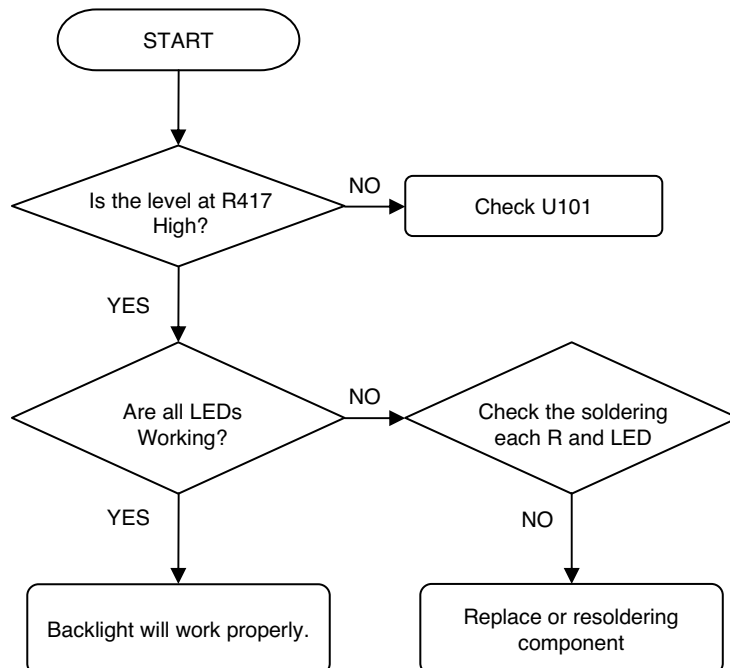 START
Is the level at R417
High?
NO
Check U101
YES
Are all LEDs
Working?
NO
Check the soldering
each R and LED
YES
NO
Backlight will work properly.
Replace or resoldering
component